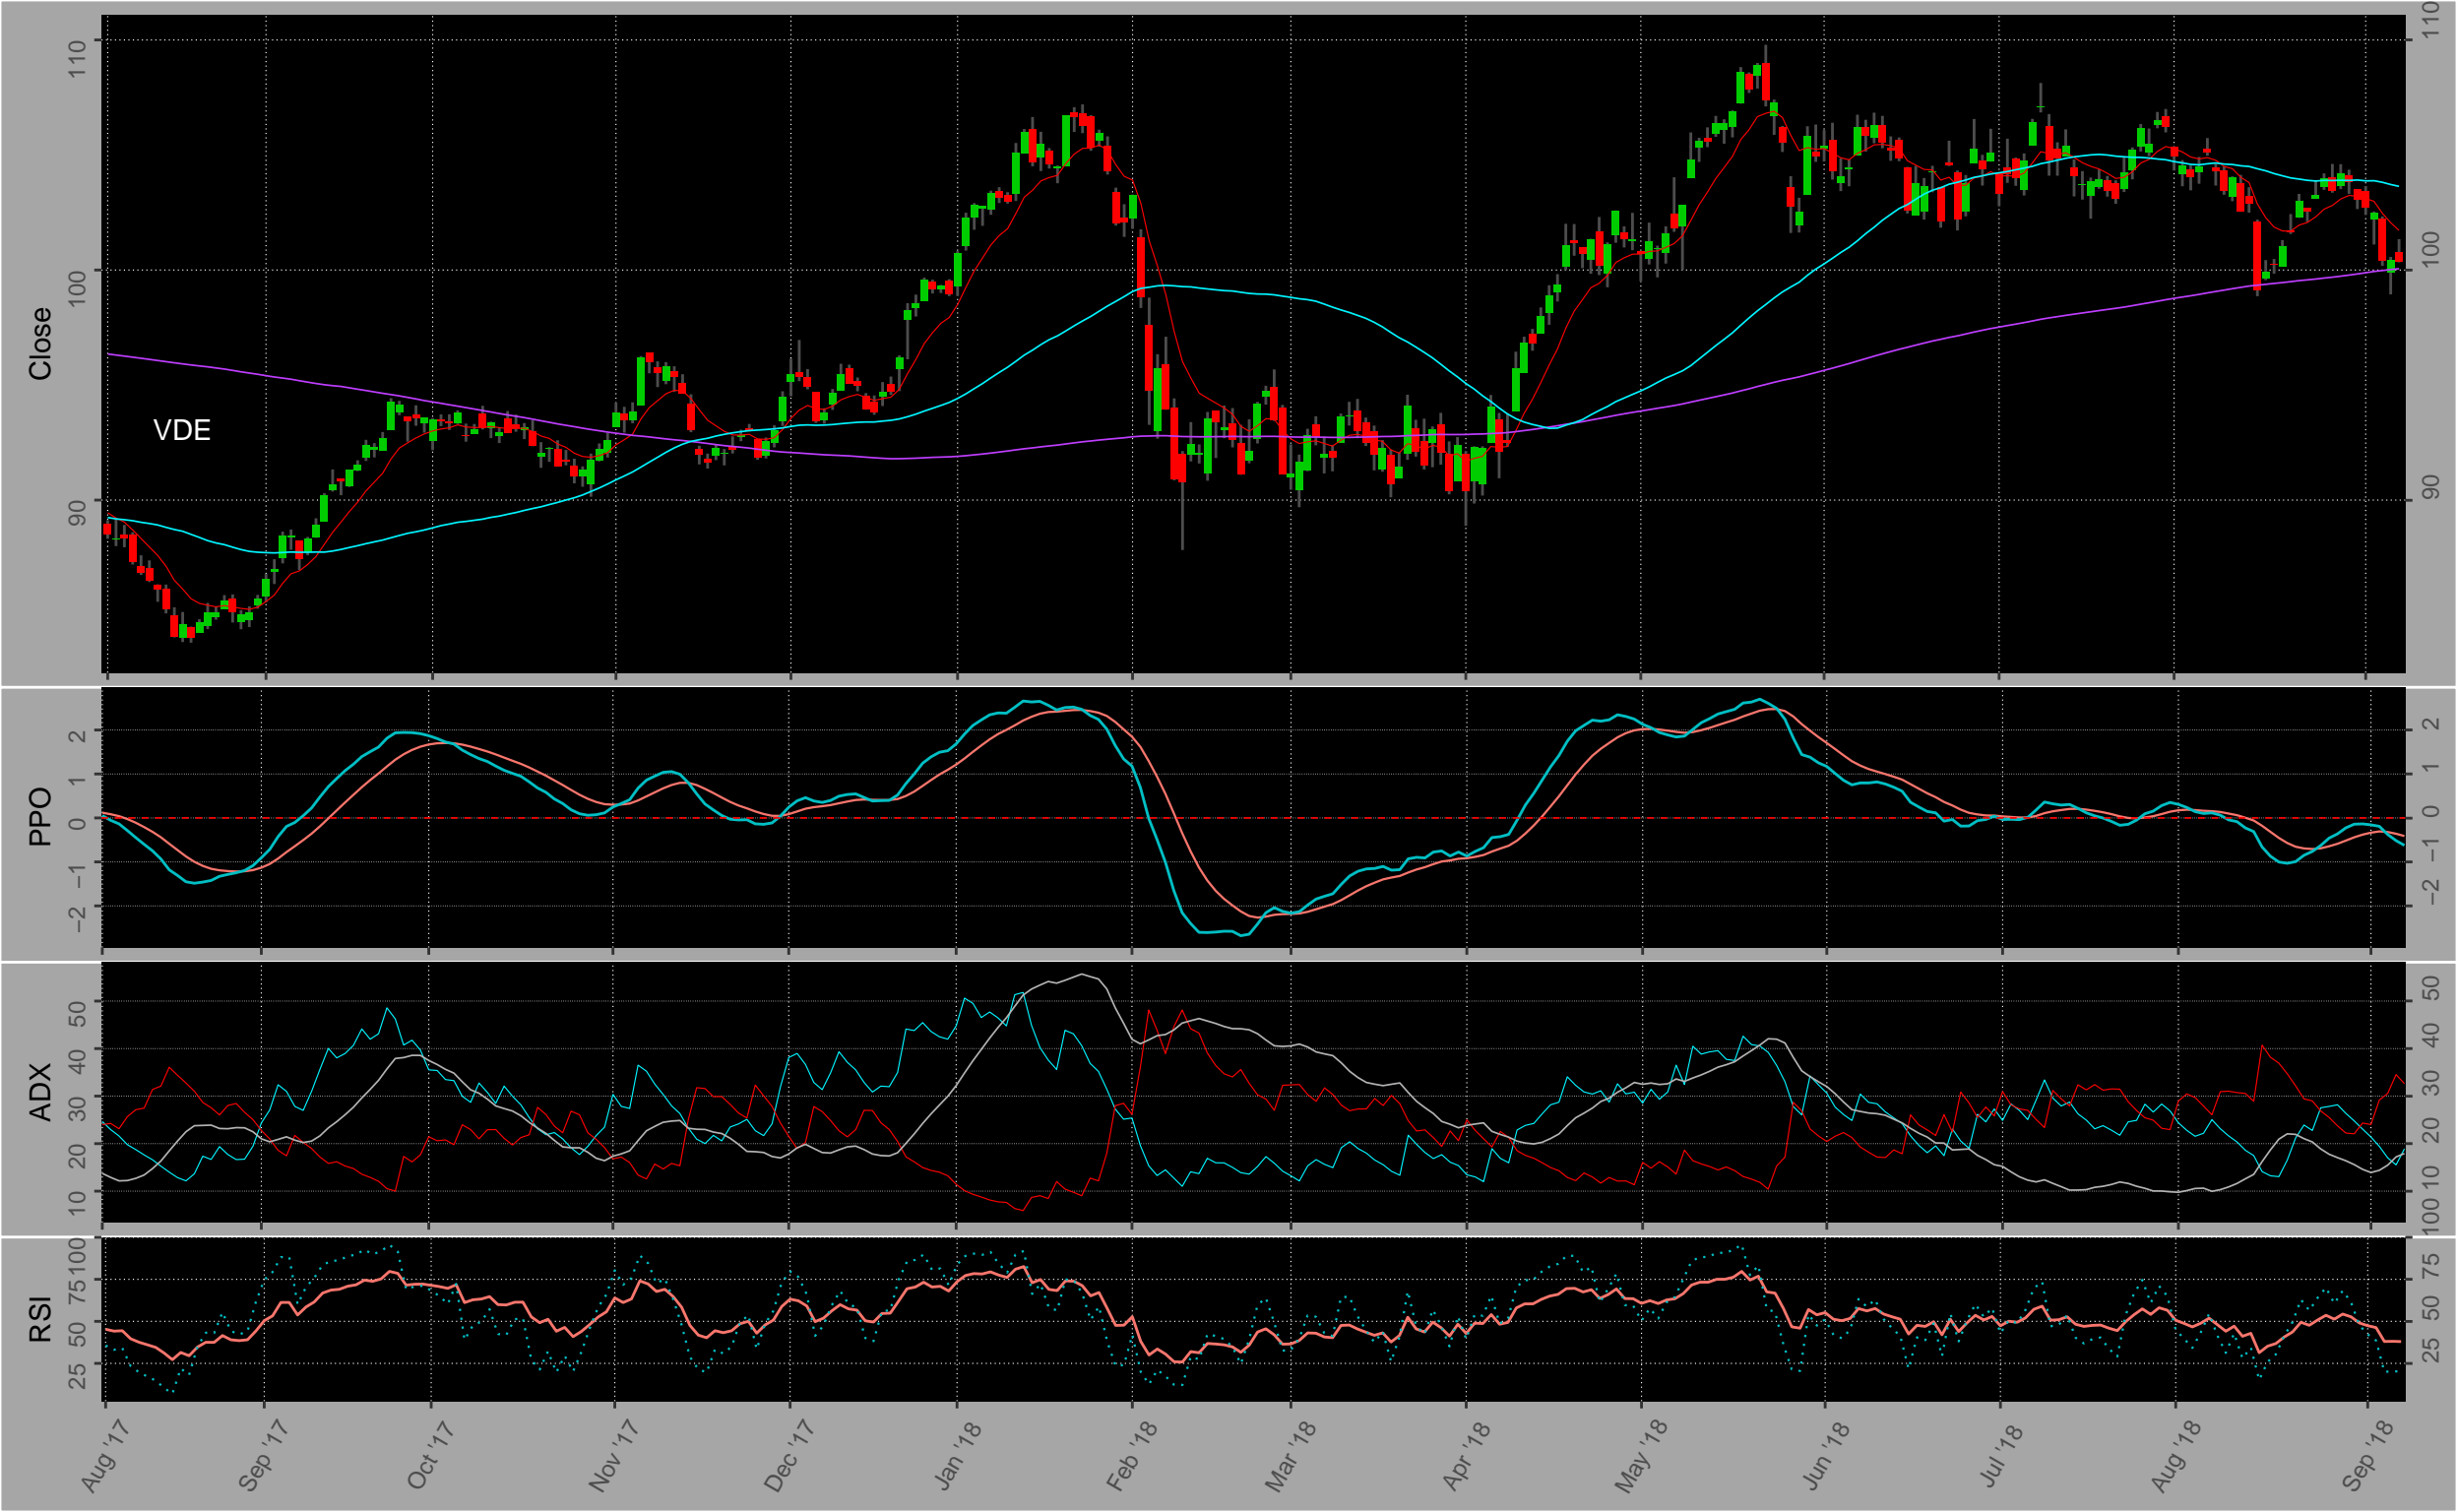 Close
110
100
90
110
100
90
VDE
PPO
2
1
0
−1
−2
2
1
0
−1
−2
ADX
50
40
30
20
10
50
40
30
20
10
RSI
100
75
50
25
100
75
50
25
Aug '17
Sep '17
Oct '17
Nov '17
Dec '17
Jan '18
Feb '18
Mar '18
Apr '18
May '18
Jun '18
Jul '18
Aug '18
Sep '18